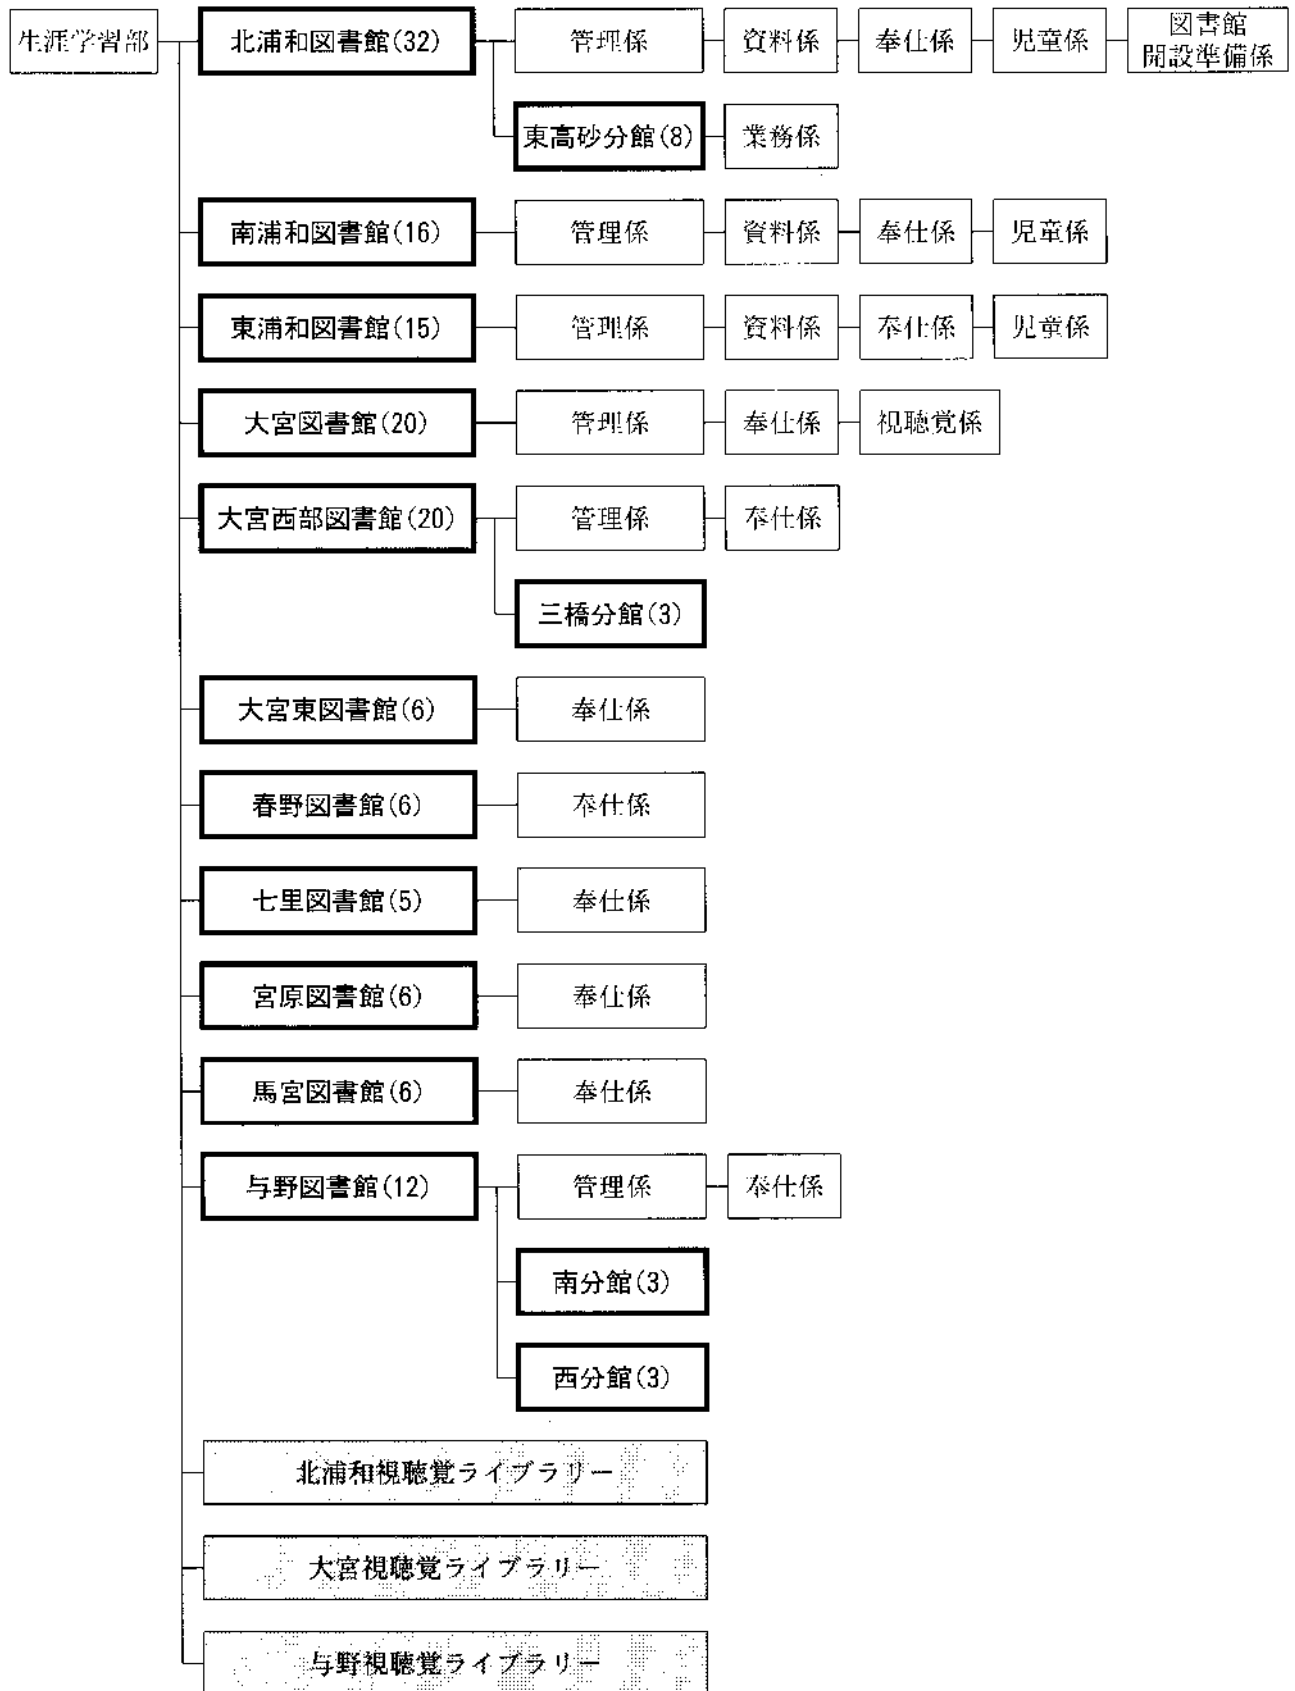 生涯学習部
北浦和図書館(32)
管理係
資料係
奉仕係
児童係
図書館
開設準備係
東高砂分館(8)
業務係
南浦和図書館(16)
管理係
資料係
奉仕係
児童係
東浦和図書館(15)
管理係
資料係
奉仕係
児童係
大宮図書館(20)
管理係
奉仕係
視聴覚係
大宮西部図書館(20)
管理係
奉仕係
三橋分館(3)
大宮東図書館(6)
奉仕係
春野図書館(6)
奉仕係
七里図書館(5)
奉仕係
宮原図書館(6)
奉仕係
馬宮図書館(6)
奉仕係
与野図書館(12)
管理係
奉仕係
南分館(3)
西分館(3)
北浦和視聴覚ライブラリー
大宮視聴覚ライブラリー
与野視聴覚ライブラリー